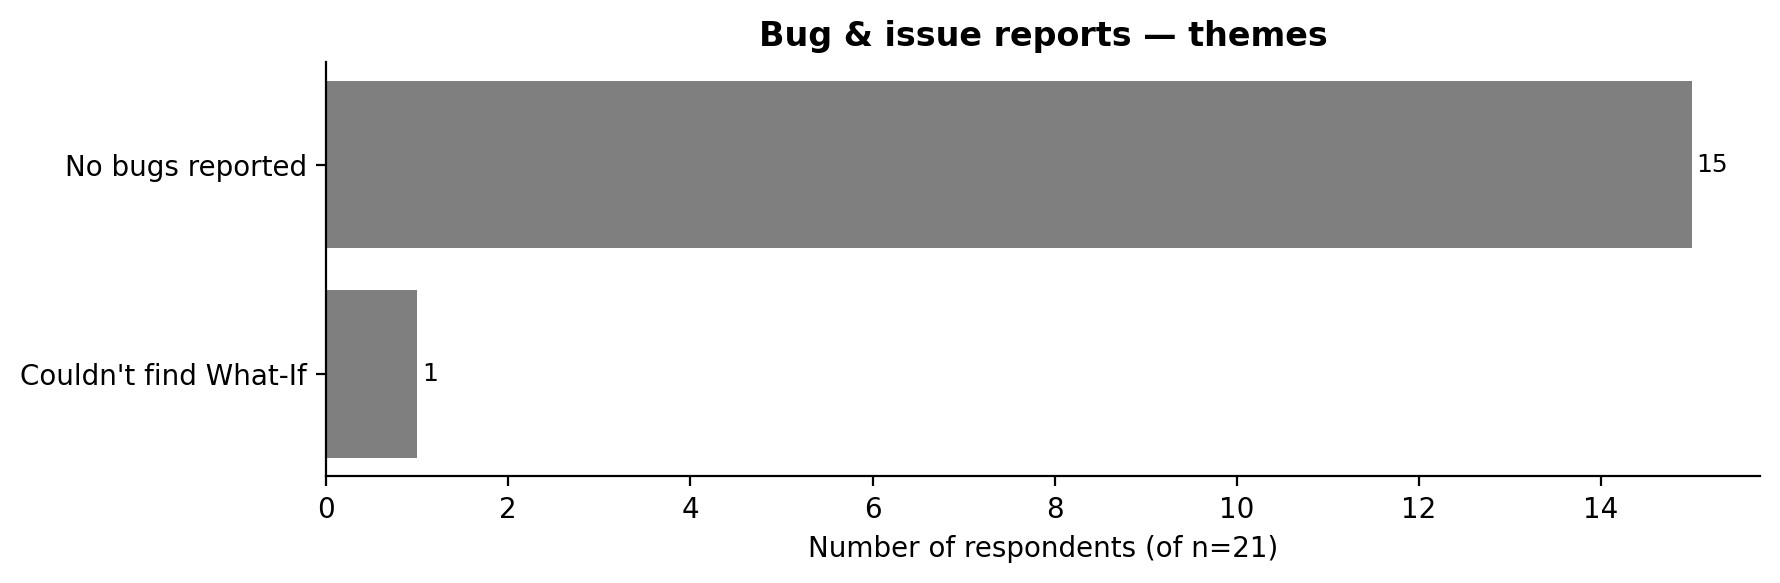 Bug & issue reports — themes
No bugs reported
15
Couldn't find What-If
1
0 2 4 6 8 10 12 14
Number of respondents (of n=21)